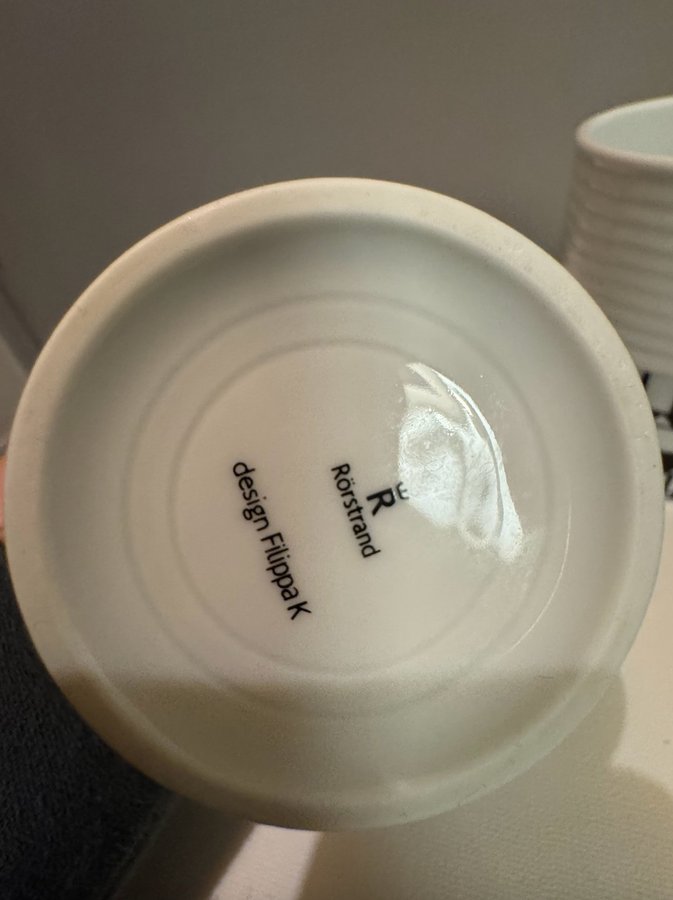 R
Rörstrand
design Filippa K